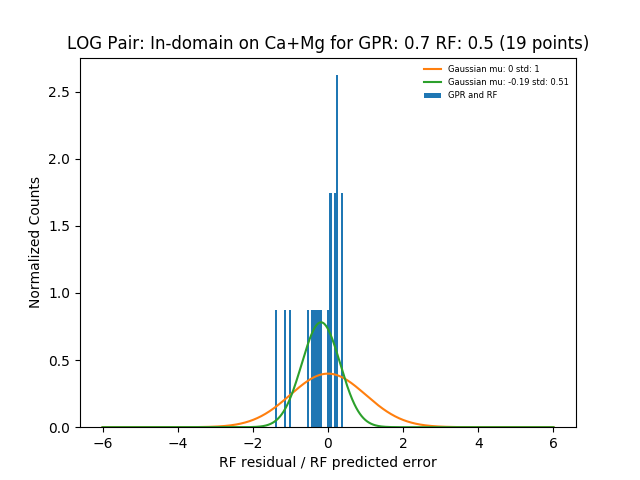 LOG Pair: In-domain on Ca+Mg for GPR: 0.7 RF: 0.5 (19 points)
Gaussian mu: 0 std: 1
Gaussian mu: -0.19 std: 0.51
GPR and RF
Normalized Counts
2.5
2.0
1.5
1.0
0.5
0.0
−6 −4 −2 0 2 4 6
RF residual / RF predicted error